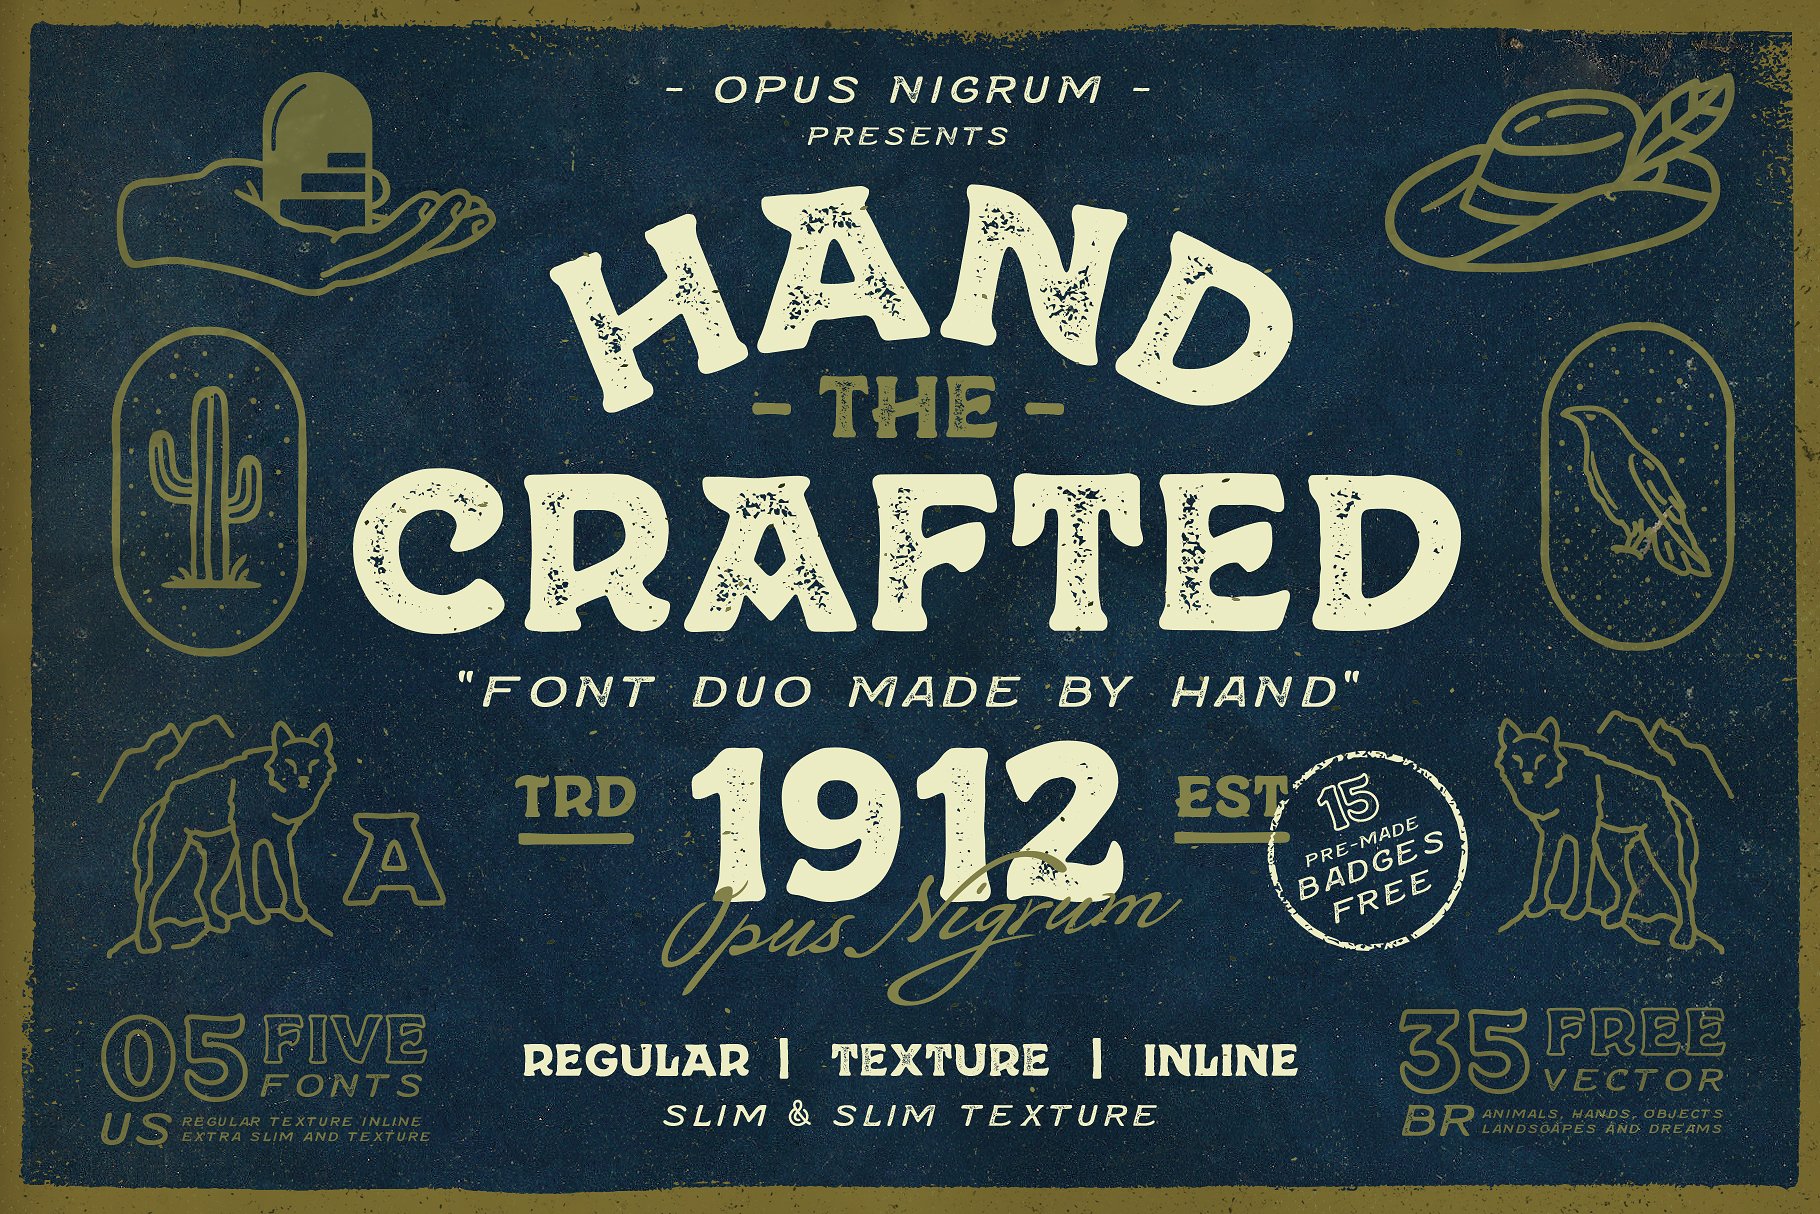 - OPUS NIGRUM -
PRESENTS
HAND
- THE -
CRAFTED
"FONT DUO MADE BY HAND"
TRD 1912 EST
Opus Nigrum
15
PRE-MADE
BADGES
FREE
A
05 FIVE
FONTS
US REGULAR TEXTURE INLINE
EXTRA SLIM AND TEXTURE
REGULAR | TEXTURE | INLINE
SLIM & SLIM TEXTURE
35 FREE
VECTOR
BR ANIMALS, HANDS, OBJECTS
LANDSCAPES AND DREAMS